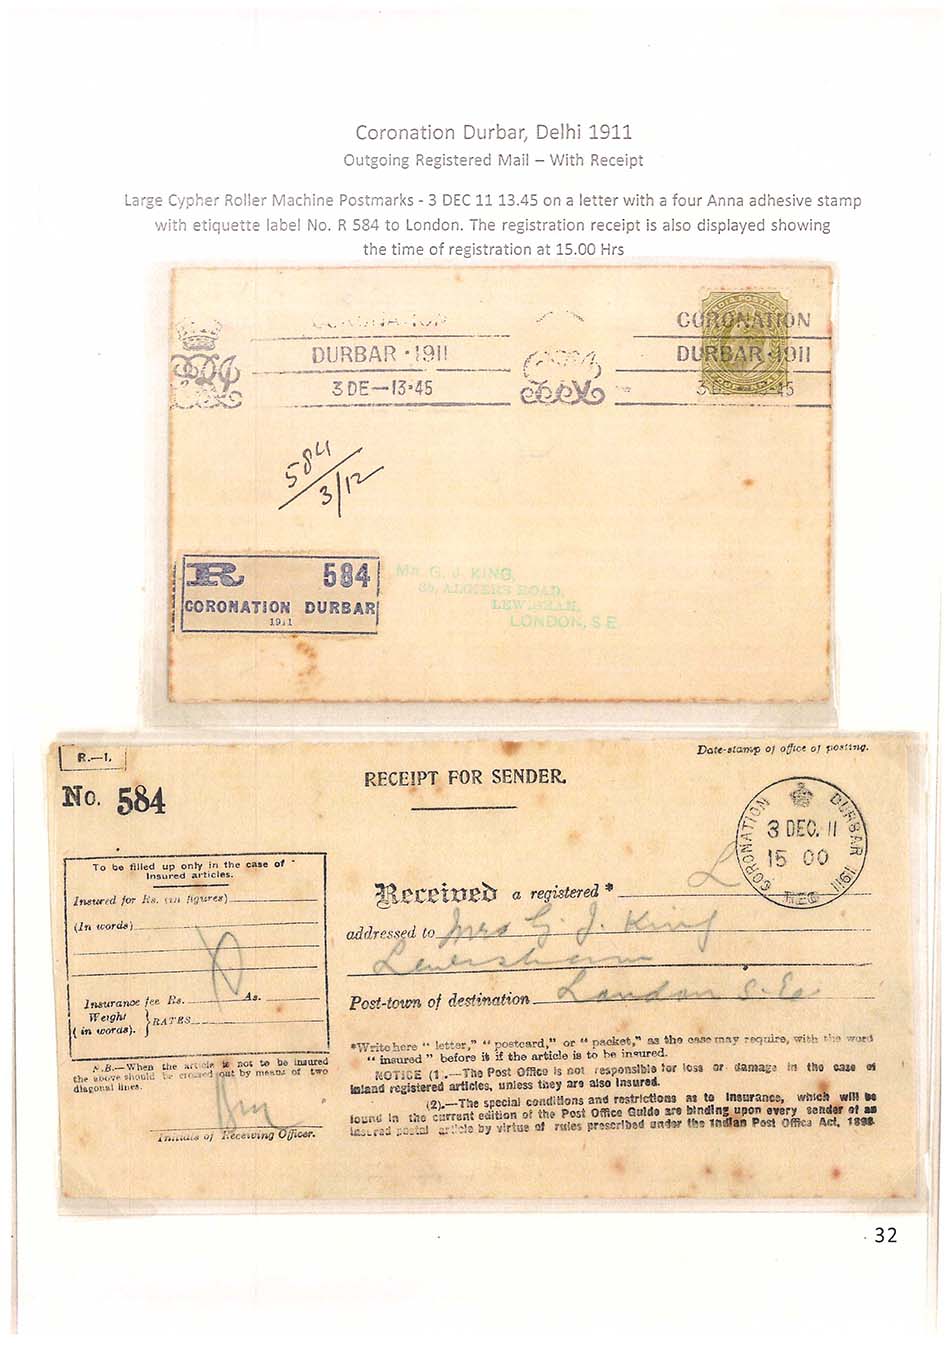 Coronation Durbar, Delhi 1911
Outgoing Registered Mail – With Receipt
Large Cypher Roller Machine Postmarks - 3 DEC 11 13.45 on a letter with a four Anna adhesive stamp
with etiquette label No. R 584 to London. The registration receipt is also displayed showing
the time of registration at 15.00 Hrs
CORONATION
DURBAR · 1911
3 DE—13·45
CORONATION
DURBAR · 1911
3 DE 13·45
584
3/12
R 584
CORONATION DURBAR
1911
MR. G. J. KING,
ALGIERS ROAD,
LEWISHAM,
LONDON, S E
R.—1.
Date-stamp of office of posting.
RECEIPT FOR SENDER.
No. 584
CORONATION DURBAR 1911
3 DEC. 11
15 00
REG
To be filled up only in the case of
Insured articles.
Insured for Rs. (in figures)
(In words)
Insurance fee Rs. As.
Weight
(in words). } RATES
N.B.—When the article is not to be insured
the above should be crossed out by means of two
diagonal lines.
Initials of Receiving Officer.
Received a registered * L
addressed to Mrs G. J. King
Lewisham
Post-town of destination London S. E.
*Write here " letter," " postcard," or " packet," as the case may require, with the word
" insured " before it if the article is to be insured.
NOTICE (1 .—The Post Office is not responsible for loss or damage in the case of
inland registered articles, unless they are also insured.
(2).—The special conditions and restrictions as to insurance, which will be
found in the current edition of the Post Office Guide are binding upon every sender of an
insured postal article by virtue of rules prescribed under the Indian Post Office Act, 1898.
32